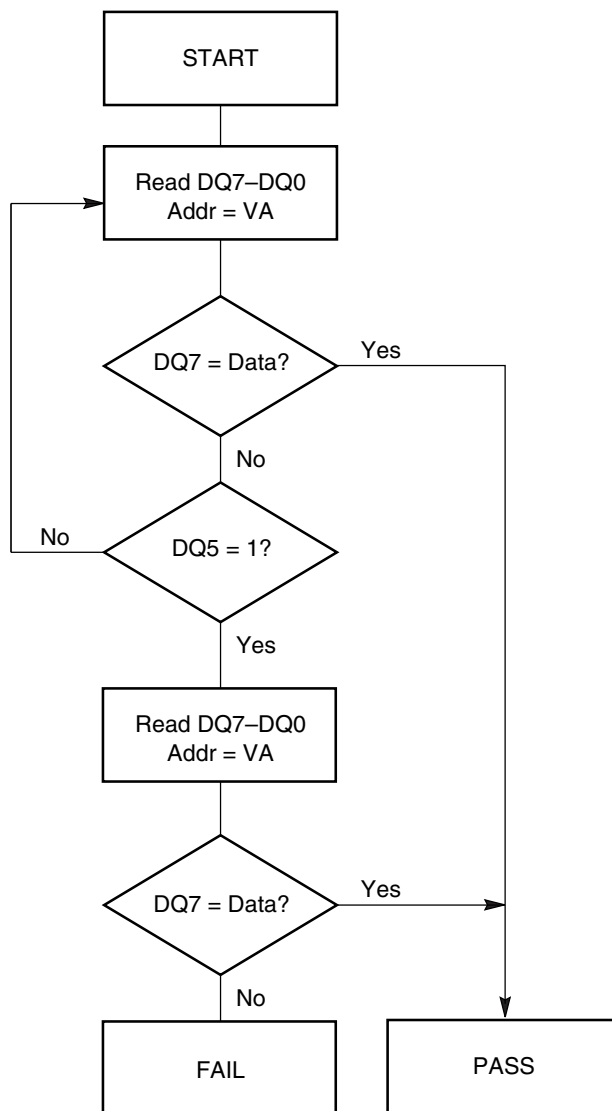 START
Read DQ7–DQ0
Addr = VA
DQ7 = Data?
Yes
No
No
DQ5 = 1?
Yes
Read DQ7–DQ0
Addr = VA
DQ7 = Data?
Yes
No
FAIL
PASS